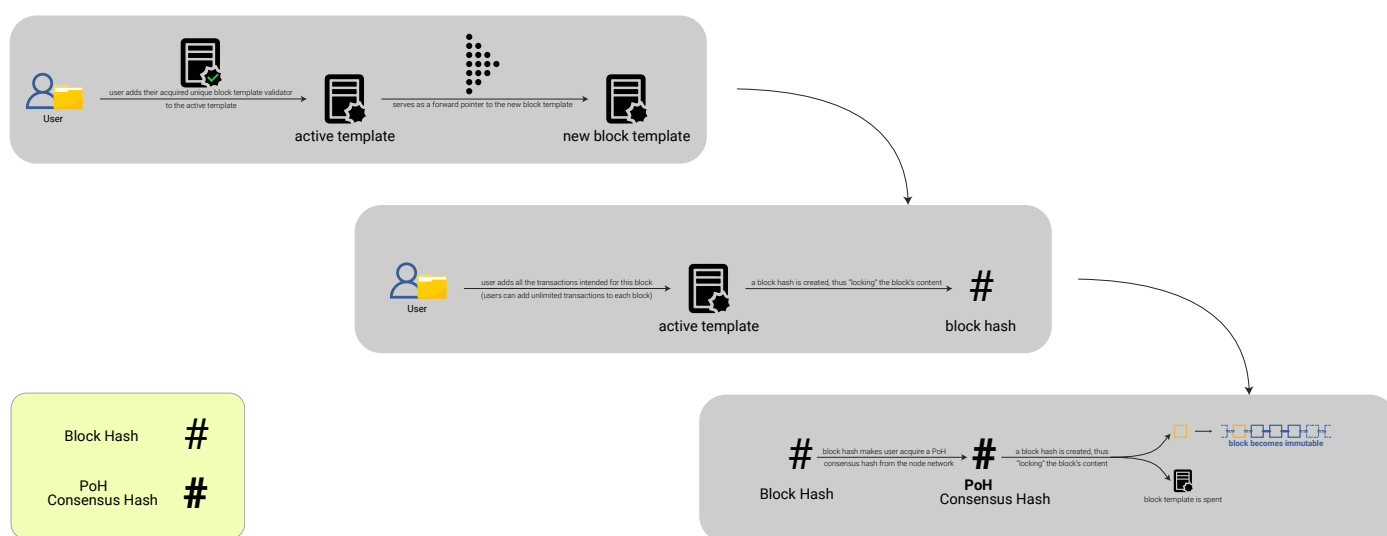 user adds their acquired unique block template validator
to the active template
serves as a forward pointer to the new block template
User
active template
new block template
user adds all the transactions intended for this block
(users can add unlimited transactions to each block)
a block hash is created, thus "locking" the block's content
User
active template
block hash
Block Hash
PoH
Consensus Hash
block hash makes user acquire a PoH
consensus hash from the node network
a block hash is created, thus
"locking" the block's content
block becomes immutable
Block Hash
PoH
Consensus Hash
block template is spent